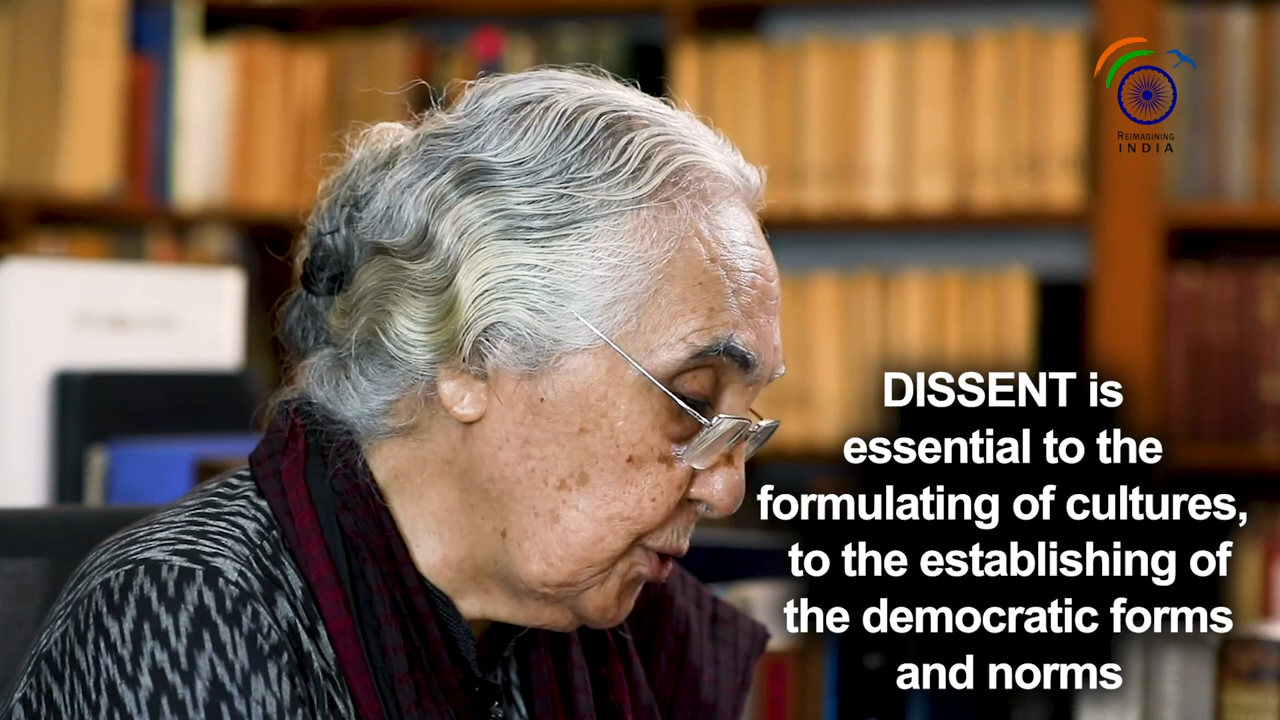 REIMAGINING
INDIA
DISSENT is
essential to the
formulating of cultures,
to the establishing of
the democratic forms
and norms